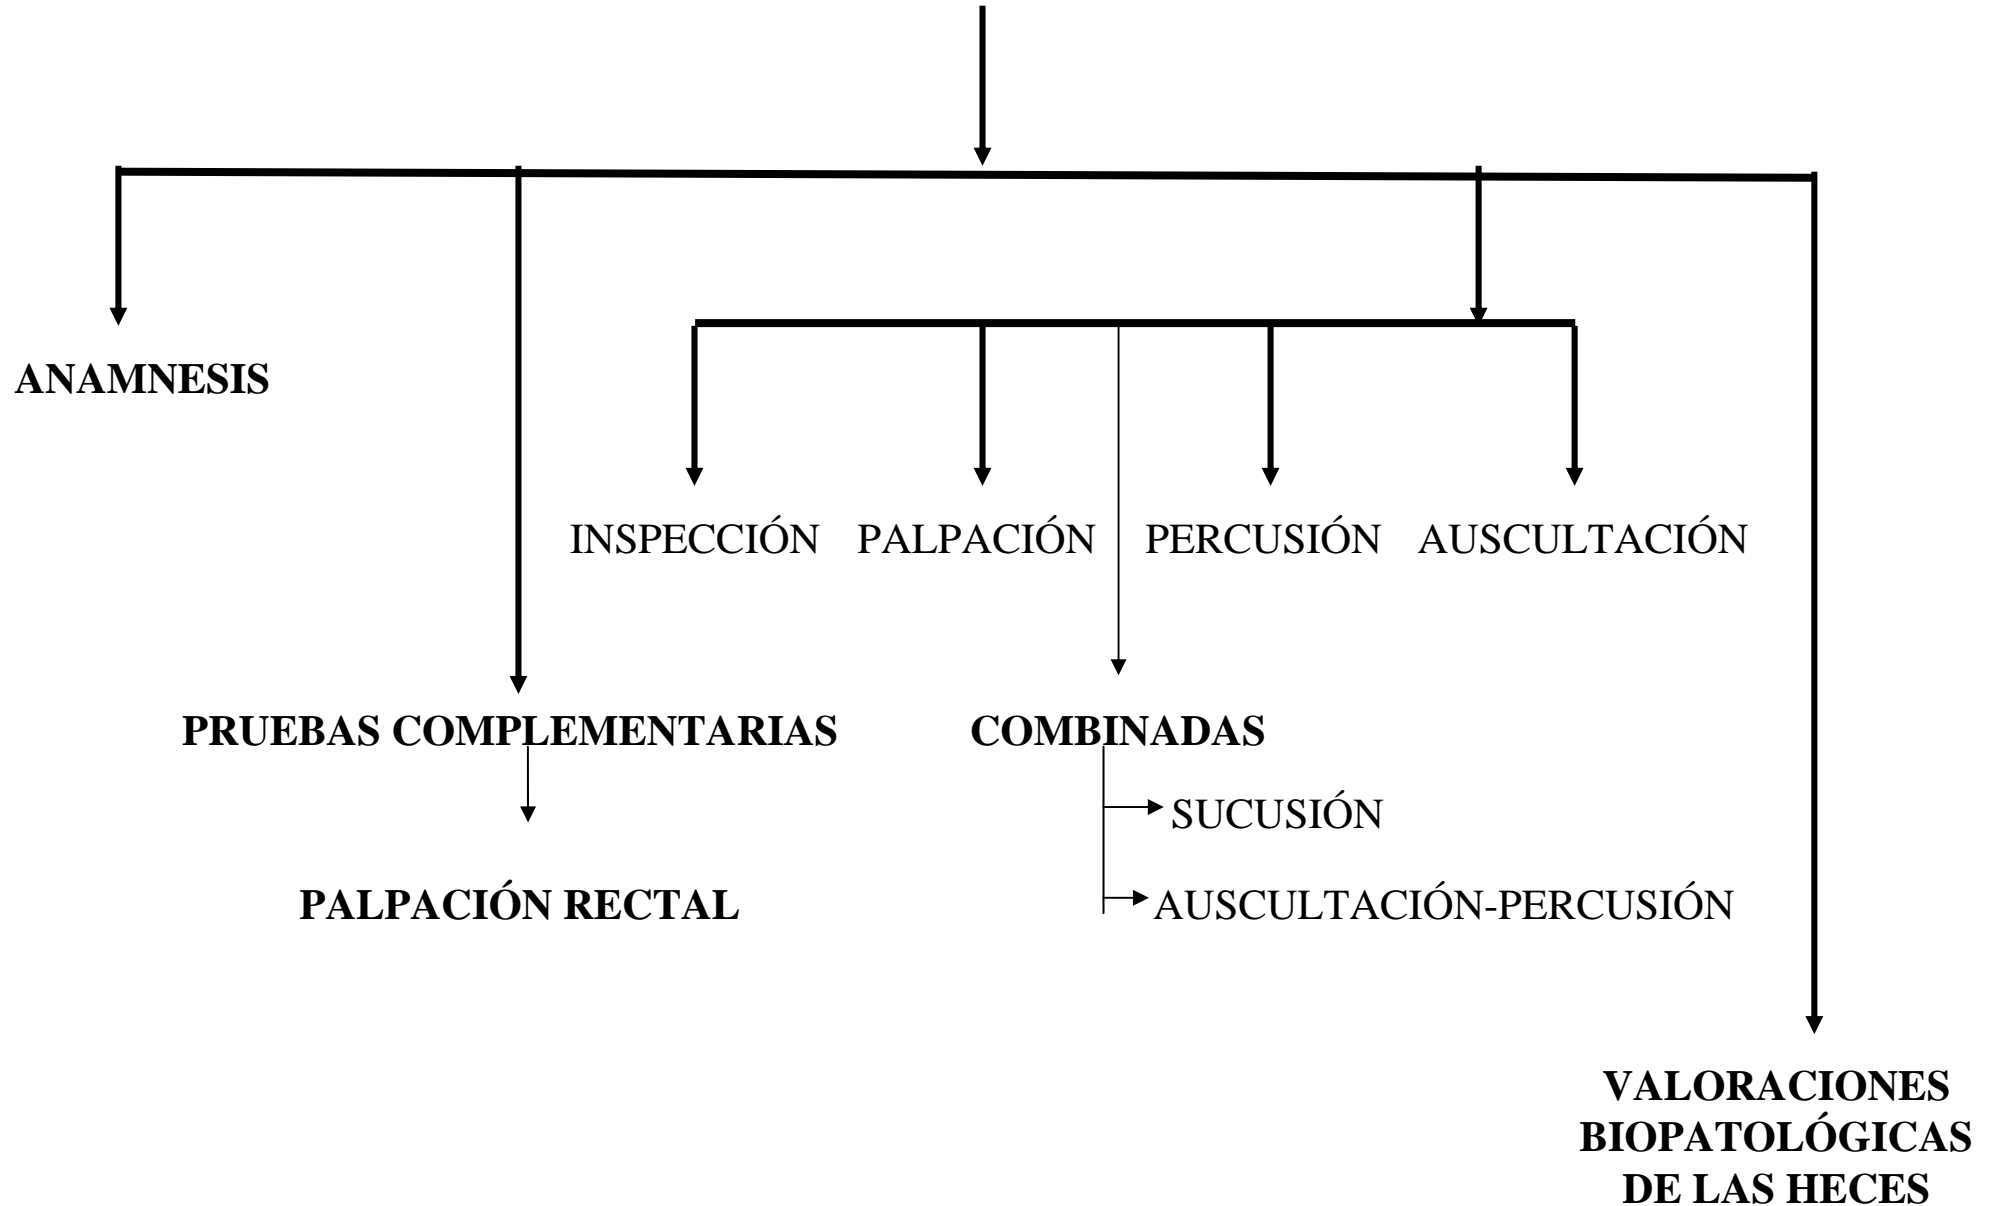 ANAMNESIS
INSPECCIÓN PALPACIÓN PERCUSIÓN AUSCULTACIÓN
PRUEBAS COMPLEMENTARIAS COMBINADAS
SUCUSIÓN
PALPACIÓN RECTAL AUSCULTACIÓN-PERCUSIÓN
VALORACIONES
BIOPATOLÓGICAS
DE LAS HECES